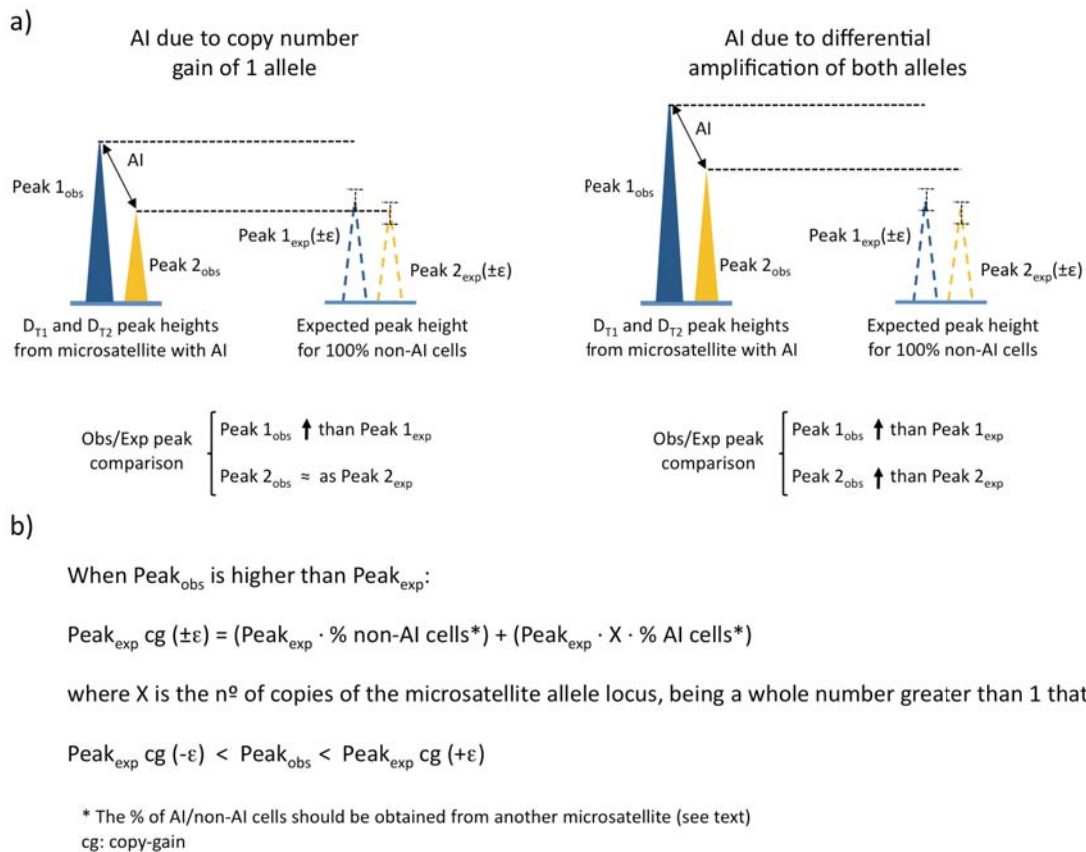 a)
AI due to copy number
gain of 1 allele
AI
Peak 1obs
Peak 2obs
Peak 1exp(±ε)
Peak 2exp(±ε)
DT1 and DT2 peak heights
from microsatellite with AI
Expected peak height
for 100% non-AI cells
Obs/Exp peak
comparison
Peak 1obs ↑ than Peak 1exp
Peak 2obs ≈ as Peak 2exp
AI due to differential
amplification of both alleles
AI
Peak 1obs
Peak 2obs
Peak 1exp(±ε)
Peak 2exp(±ε)
DT1 and DT2 peak heights
from microsatellite with AI
Expected peak height
for 100% non-AI cells
Obs/Exp peak
comparison
Peak 1obs ↑ than Peak 1exp
Peak 2obs ↑ than Peak 2exp
b)
When Peakobs is higher than Peakexp:
Peakexp cg (±ε) = (Peakexp · % non-AI cells*) + (Peakexp · X · % AI cells*)
where X is the nº of copies of the microsatellite allele locus, being a whole number greater than 1 that
Peakexp cg (-ε) < Peakobs < Peakexp cg (+ε)
* The % of AI/non-AI cells should be obtained from another microsatellite (see text)
cg: copy-gain